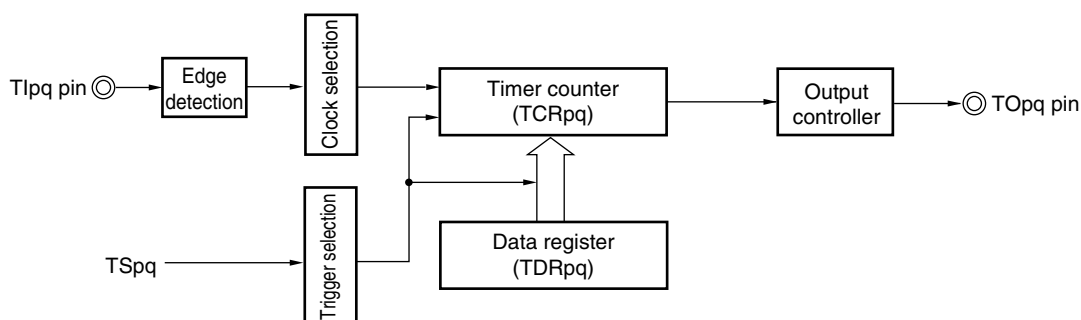 TIpq pin
Edge
detection
Clock selection
Timer counter
(TCRpq)
Output
controller
TOpq pin
TSpq
Trigger selection
Data register
(TDRpq)